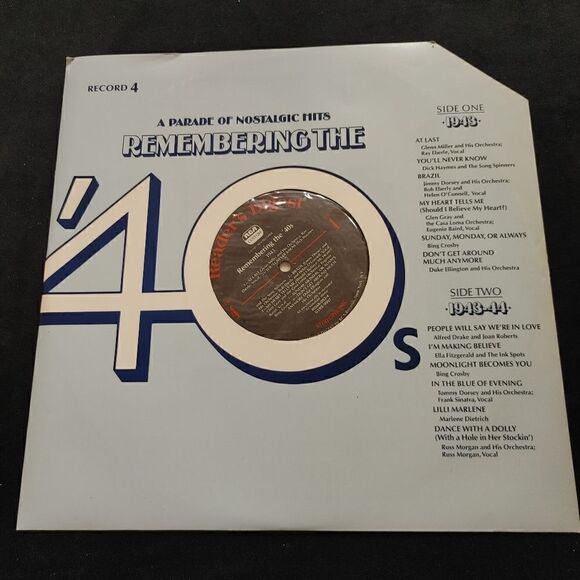 RECORD 4
A PARADE OF NOSTALGIC HITS
REMEMBERING THE
'40s
SIDE ONE
·1943·
AT LAST
Glenn Miller and His Orchestra;
Ray Eberle, Vocal
YOU'LL NEVER KNOW
Dick Haymes and The Song Spinners
BRAZIL
Jimmy Dorsey and His Orchestra;
Bob Eberly and
Helen O'Connell, Vocal
MY HEART TELLS ME
(Should I Believe My Heart?)
Glen Gray and
the Casa Loma Orchestra;
Eugenie Baird, Vocal
SUNDAY, MONDAY, OR ALWAYS
Bing Crosby
DON'T GET AROUND
MUCH ANYMORE
Duke Ellington and His Orchestra
SIDE TWO
·1943-44·
PEOPLE WILL SAY WE'RE IN LOVE
Alfred Drake and Joan Roberts
I'M MAKING BELIEVE
Ella Fitzgerald and The Ink Spots
MOONLIGHT BECOMES YOU
Bing Crosby
IN THE BLUE OF EVENING
Tommy Dorsey and His Orchestra;
Frank Sinatra, Vocal
LILLI MARLENE
Marlene Dietrich
DANCE WITH A DOLLY
(With a Hole in Her Stockin')
Russ Morgan and His Orchestra;
Russ Morgan, Vocal
Reader's Digest
RCA
Remembering the '40s
1943